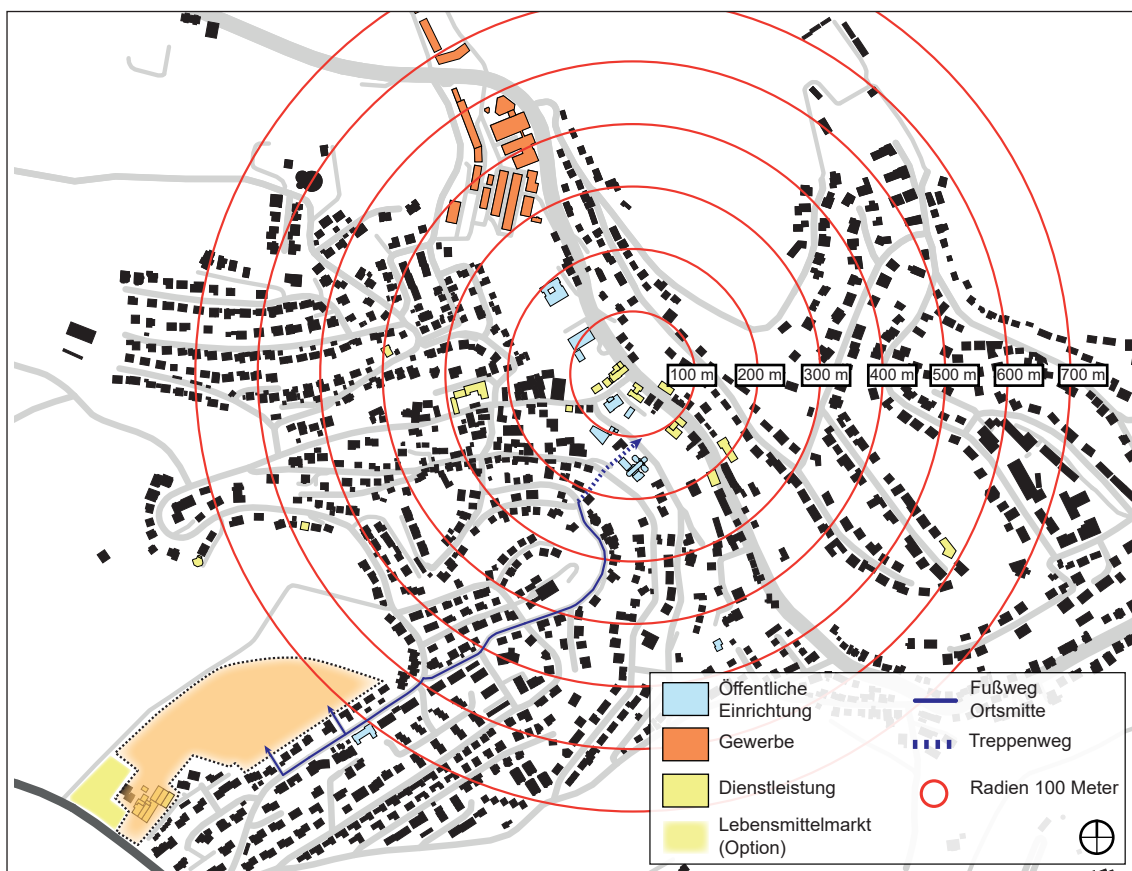 100 m
200 m
300 m
400 m
500 m
600 m
700 m
Öffentliche
Einrichtung
Gewerbe
Dienstleistung
Lebensmittelmarkt
(Option)
Fußweg
Ortsmitte
Treppenweg
Radien 100 Meter